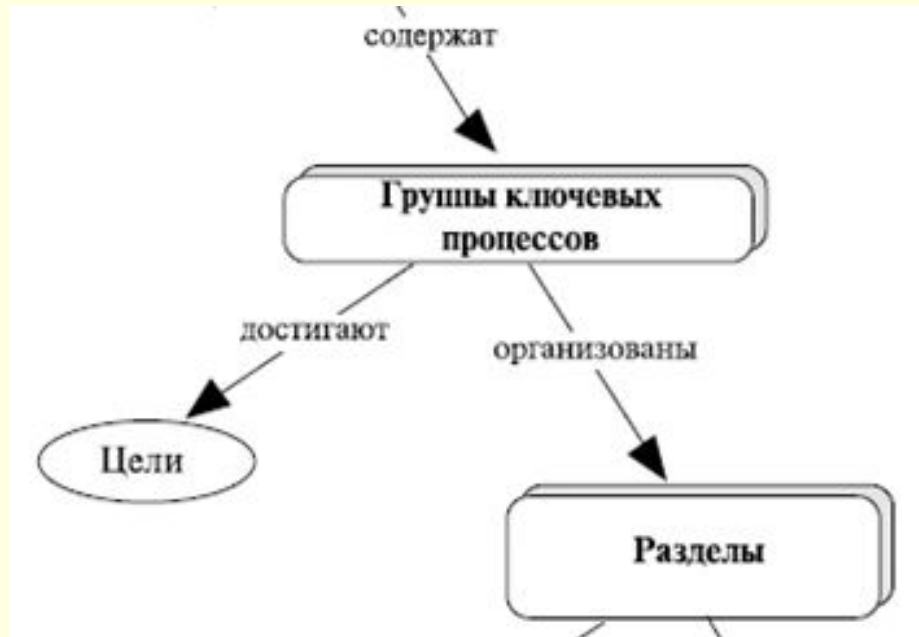 содержат
Группы ключевых
процессов
достигают
организованы
Цели
Разделы